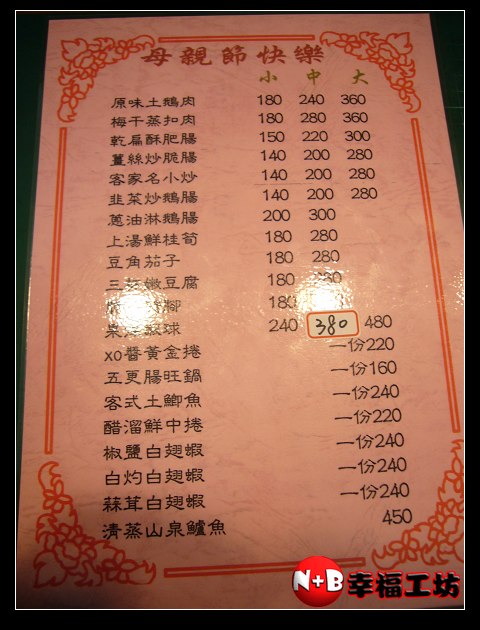 母親節快樂
小 中 大
原味土鵝肉 180 240 360
梅干蒸扣肉 180 280 360
乾扁酥肥腸 150 220 300
薑絲炒脆腸 140 200 280
客家名小炒 140 200 280
韭菜炒鵝腸 140 200 280
蔥油淋鵝腸 200 300
上湯鮮桂筍 180 280
豆角茄子 180 280
三 嫩豆腐 180 280
腳 180
球 240 380 480
xo醬黃金捲 一份220
五更腸旺鍋 一份160
客式土鯽魚 一份240
醋溜鮮中捲 一份220
椒鹽白翅蝦 一份240
白灼白翅蝦 一份240
蒜茸白翅蝦 一份240
清蒸山泉鱸魚 450
N+B 幸福工坊